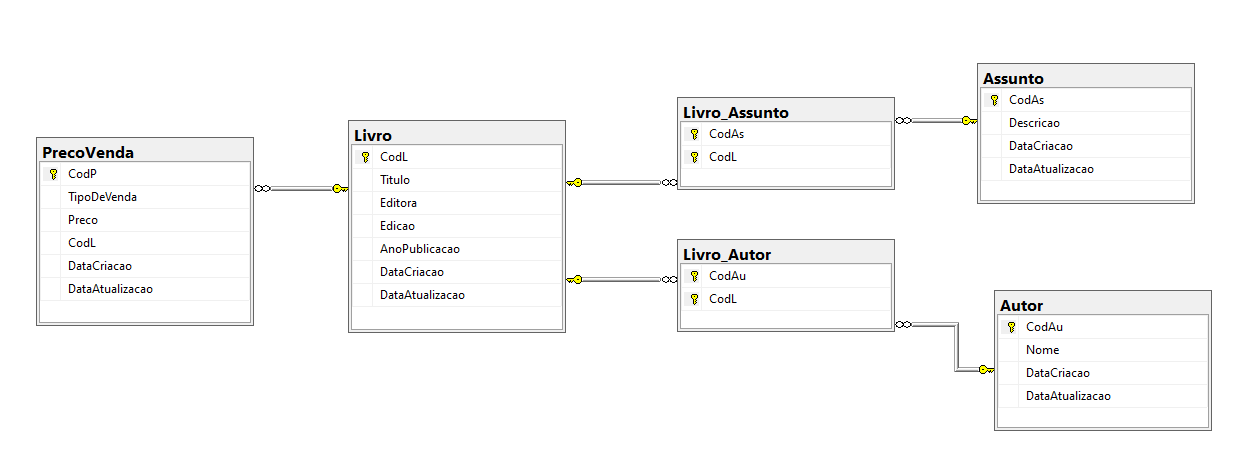 PrecoVenda
CodP
TipoDeVenda
Preco
CodL
DataCriacao
DataAtualizacao
Livro
CodL
Titulo
Editora
Edicao
AnoPublicacao
DataCriacao
DataAtualizacao
Livro_Assunto
CodAs
CodL
Assunto
CodAs
Descricao
DataCriacao
DataAtualizacao
Livro_Autor
CodAu
CodL
Autor
CodAu
Nome
DataCriacao
DataAtualizacao